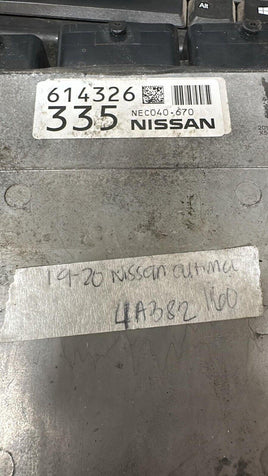 Alt
614326
335
NEC040-670
NISSAN
19-20 Nissan altima
4A382 160